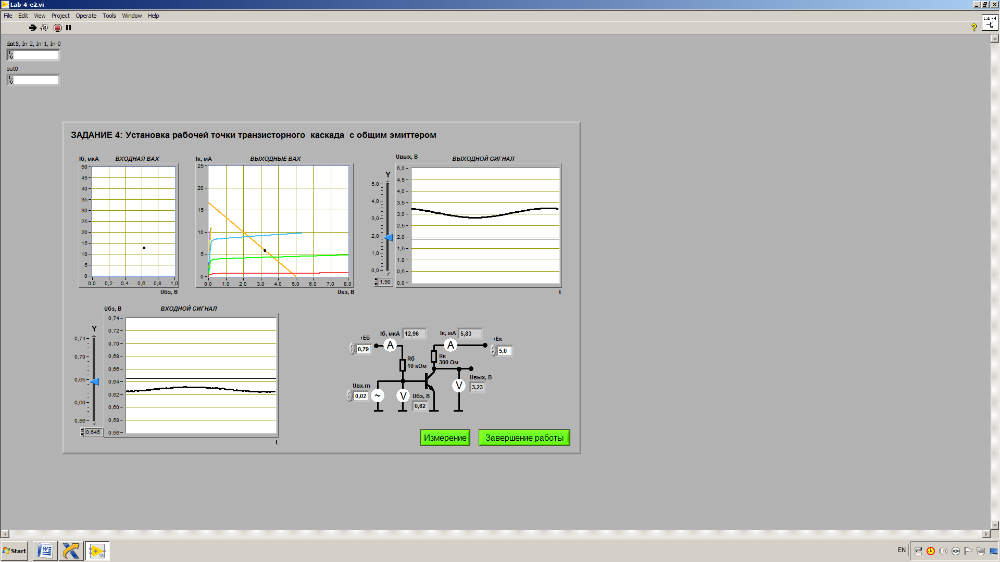 Lab-4-e2.vi
File Edit View Project Operate Tools Window Help
Lab - 4
In-2, In-1, In-0
out0
ЗАДАНИЕ 4: Установка рабочей точки транзисторного каскада с общим эмиттером
Iб, мкА ВХОДНАЯ ВАХ
50
45
40
35
30
25
20
15
10
5
0
0,0 0,2 0,4 0,6 0,8 1,0
Uбэ, В
Iк, мА ВЫХОДНЫЕ ВАХ
25
20
15
10
5
0
0,0 1,0 2,0 3,0 4,0 5,0 6,0 7,0 8,0
Uкэ, В
Y
5,0
4,0
3,0
2,0
1,0
0,0
1,90
Uвых, В ВЫХОДНОЙ СИГНАЛ
5,0
4,5
4,0
3,5
3,0
2,5
2,0
1,5
1,0
0,5
0,0
t
Y
0,74
0,70
0,65
0,60
0,56
0,645
Uбэ, В ВХОДНОЙ СИГНАЛ
0,74
0,72
0,70
0,68
0,66
0,64
0,62
0,60
0,58
0,56
t
Iб, мкА 12,96 Iк, мА 5,83
+Eб +Eк
0,79 A A 5,0
Rб
10 кОм
Rк
300 Ом
Uвх.m
0,02 ~ V
Uбэ, В
0,62
V
Uвых, В
3,23
Измерение Завершение работы
Start
18
EN